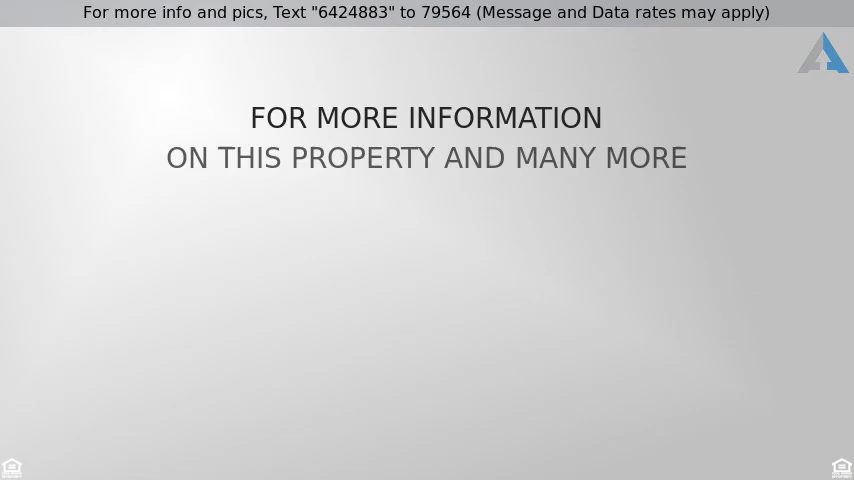 For more info and pics, Text "6424883" to 79564 (Message and Data rates may apply)
FOR MORE INFORMATION
ON THIS PROPERTY AND MANY MORE